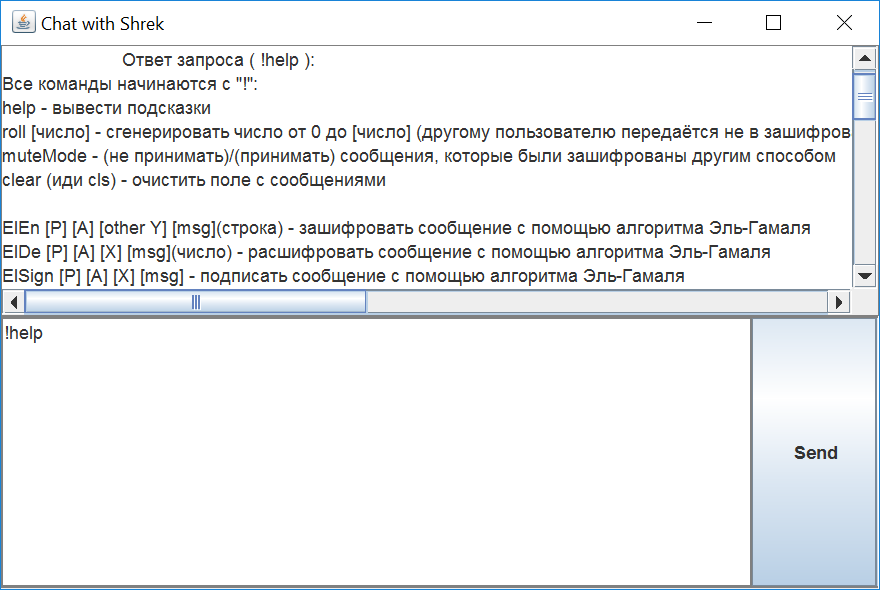 Chat with Shrek
Ответ запроса ( !help ):
Все команды начинаются с "!":
help - вывести подсказки
roll [число] - сгенерировать число от 0 до [число] (другому пользователю передаётся не в зашифров
muteMode - (не принимать)/(принимать) сообщения, которые были зашифрованы другим способом
clear (иди cls) - очистить поле с сообщениями
ElEn [P] [A] [other Y] [msg](строка) - зашифровать сообщение с помощью алгоритма Эль-Гамаля
ElDe [P] [A] [X] [msg](число) - расшифровать сообщение с помощью алгоритма Эль-Гамаля
ElSign [P] [A] [X] [msg] - подписать сообщение с помощью алгоритма Эль-Гамаля
!help
Send